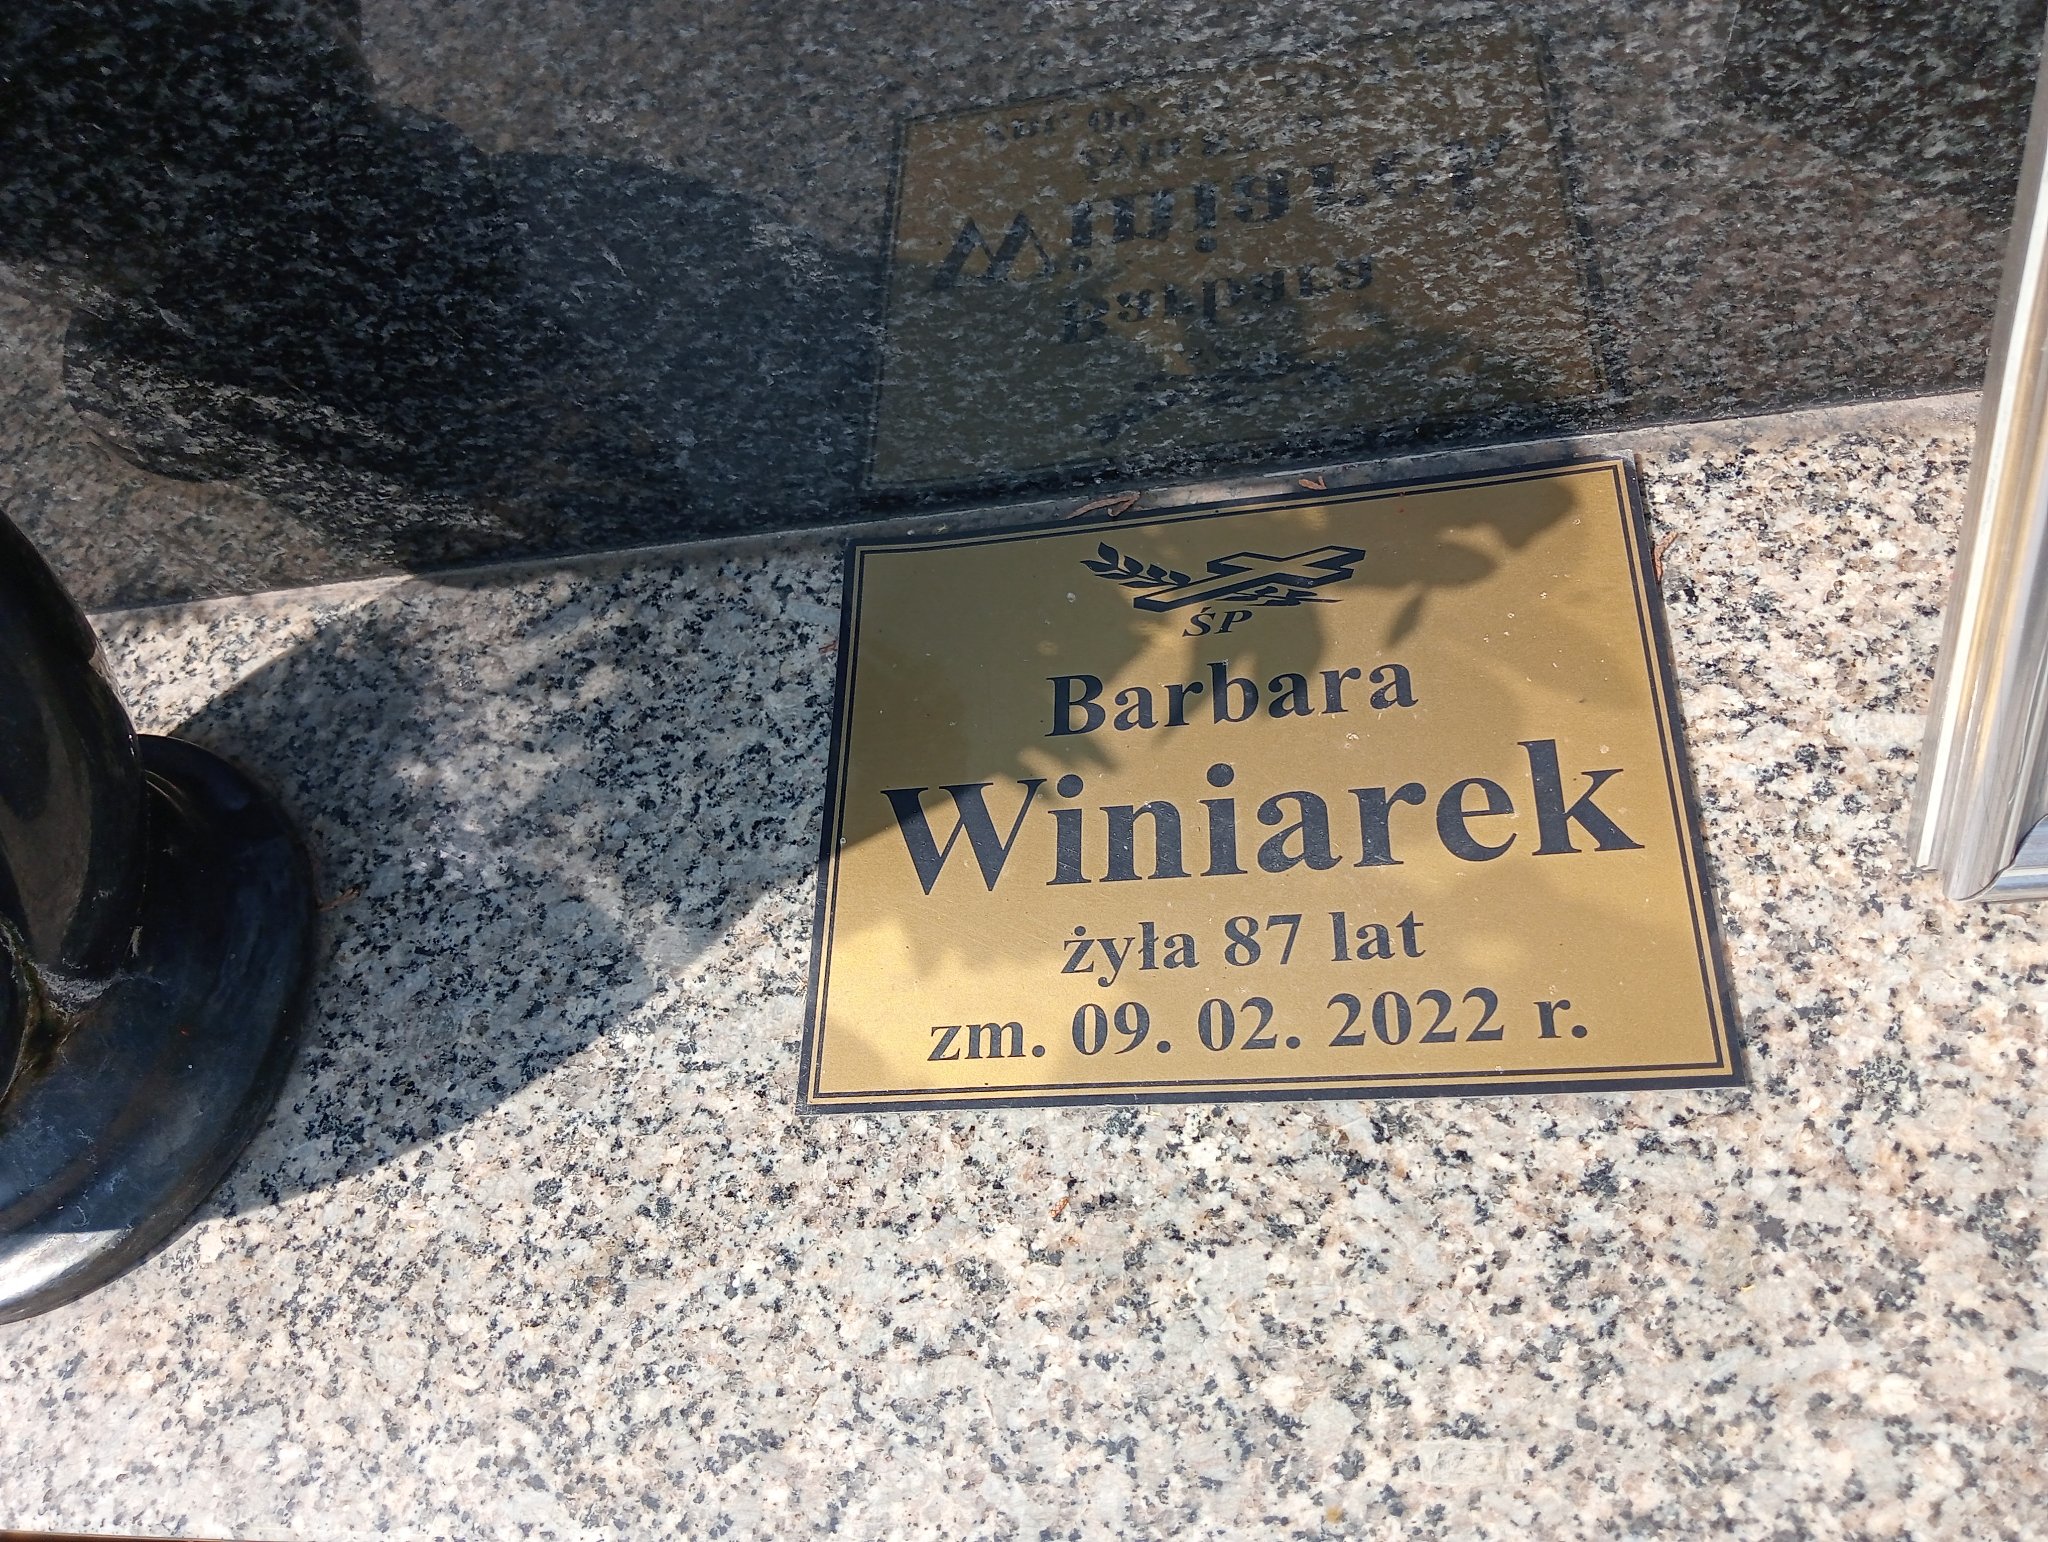 ŚP
Barbara
Winiarek
żyła 87 lat
zm. 09. 02. 2022 r.